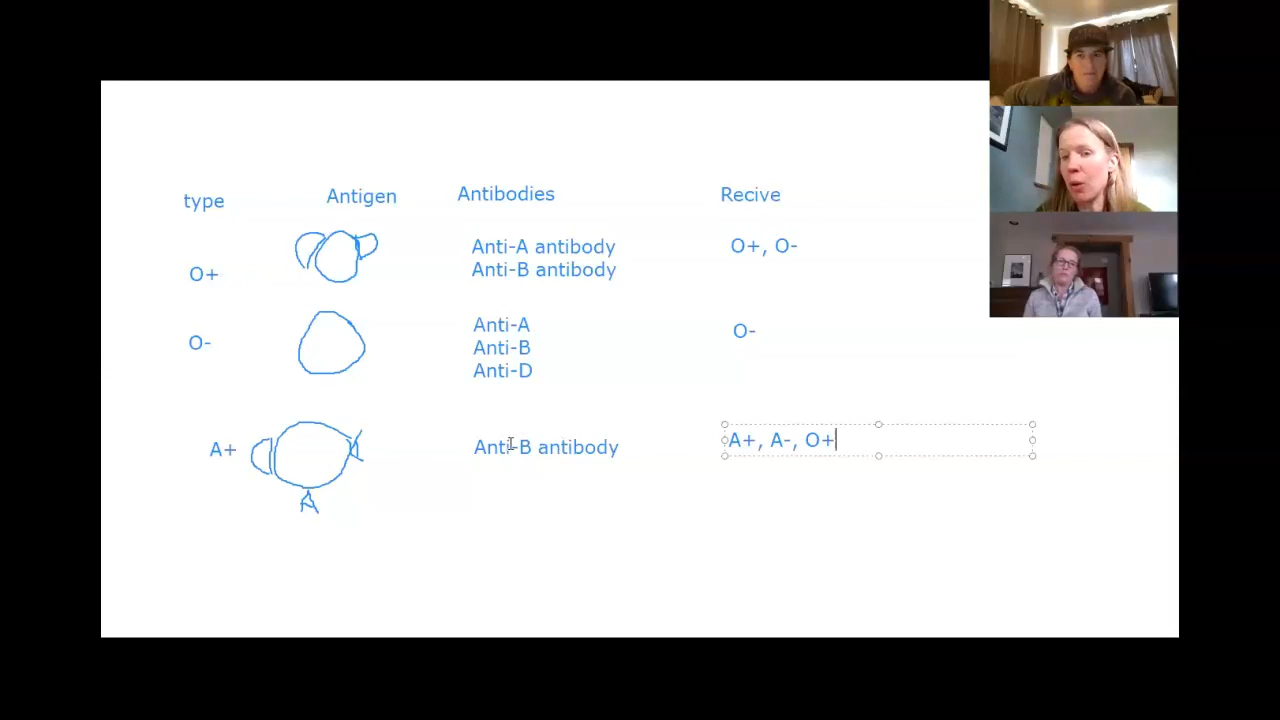 type Antigen Antibodies Recive
O+ Anti-A antibody O+, O-
Anti-B antibody
O- Anti-A O-
Anti-B
Anti-D
A+ Anti-B antibody A+, A-, O+
A